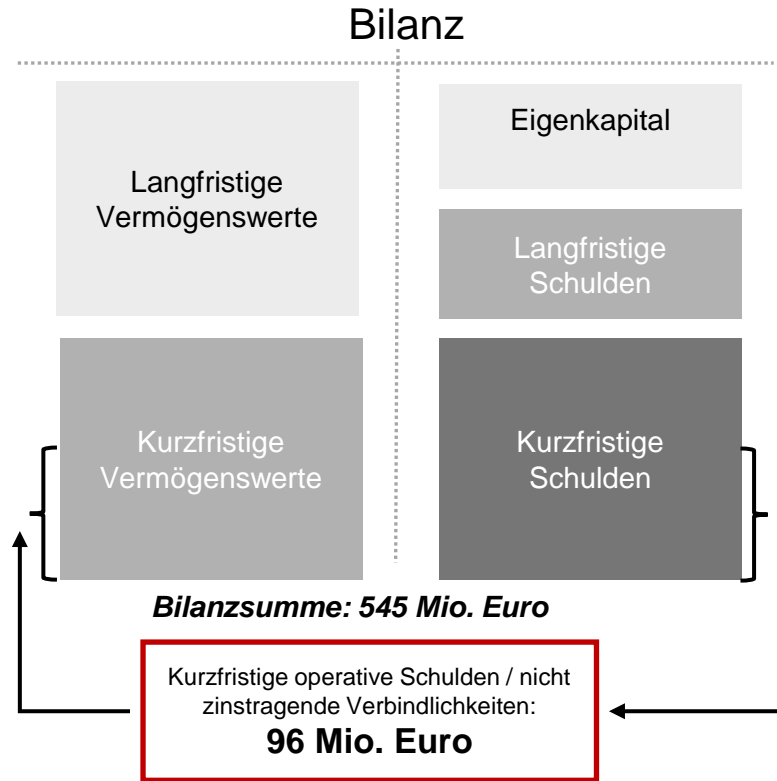 Bilanz
Langfristige
Vermögenswerte
Eigenkapital
Langfristige
Schulden
Kurzfristige
Vermögenswerte
Kurzfristige
Schulden
Bilanzsumme: 545 Mio. Euro
Kurzfristige operative Schulden / nicht
zinstragende Verbindlichkeiten:
96 Mio. Euro